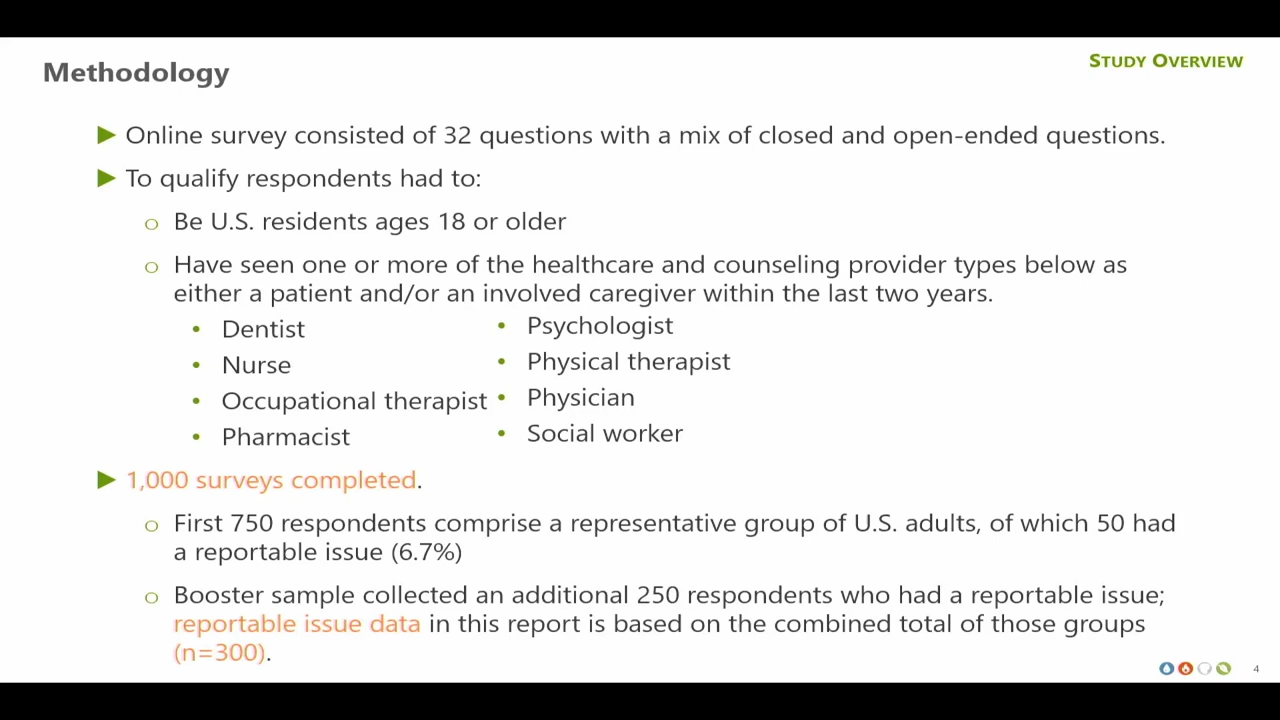 Methodology
STUDY OVERVIEW
► Online survey consisted of 32 questions with a mix of closed and open-ended questions.
► To qualify respondents had to:
o Be U.S. residents ages 18 or older
o Have seen one or more of the healthcare and counseling provider types below as
either a patient and/or an involved caregiver within the last two years.
• Dentist
• Nurse
• Occupational therapist
• Pharmacist
• Psychologist
• Physical therapist
• Physician
• Social worker
► 1,000 surveys completed.
o First 750 respondents comprise a representative group of U.S. adults, of which 50 had
a reportable issue (6.7%)
o Booster sample collected an additional 250 respondents who had a reportable issue;
reportable issue data in this report is based on the combined total of those groups
(n=300).
4